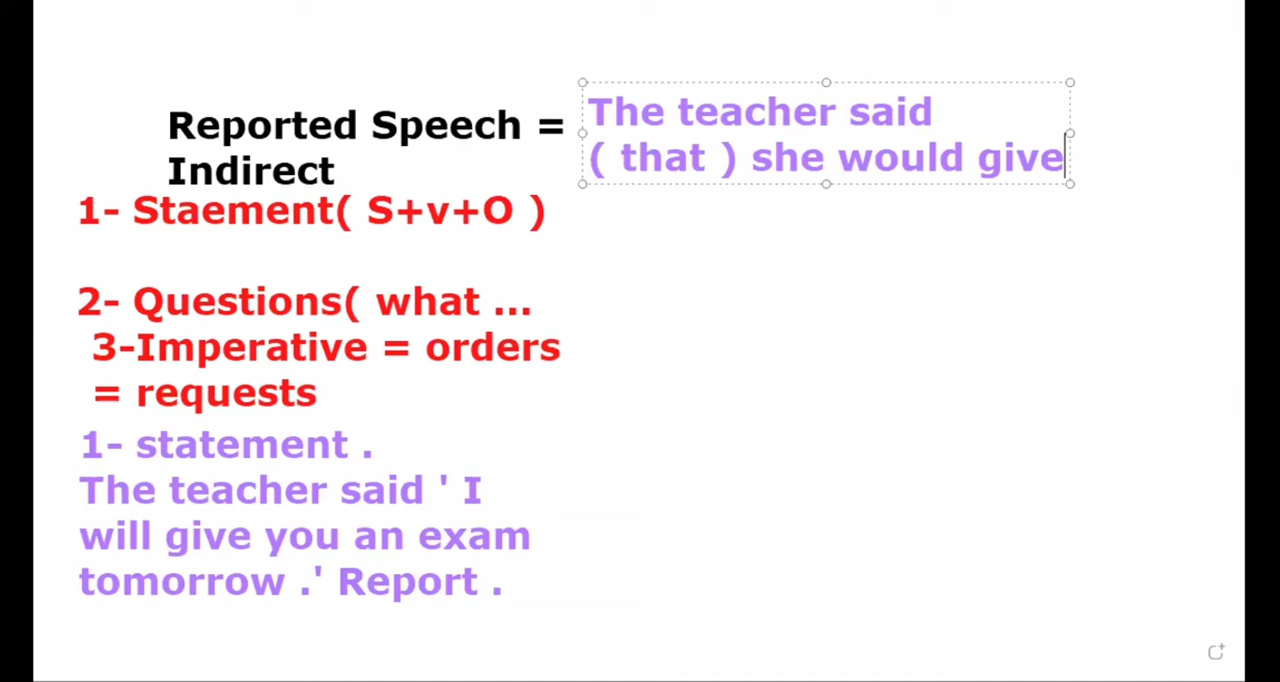 Reported Speech =
Indirect
The teacher said
( that ) she would give
1- Staement( S+v+O )
2- Questions( what ...
3-Imperative = orders
= requests
1- statement .
The teacher said ' I
will give you an exam
tomorrow .' Report .